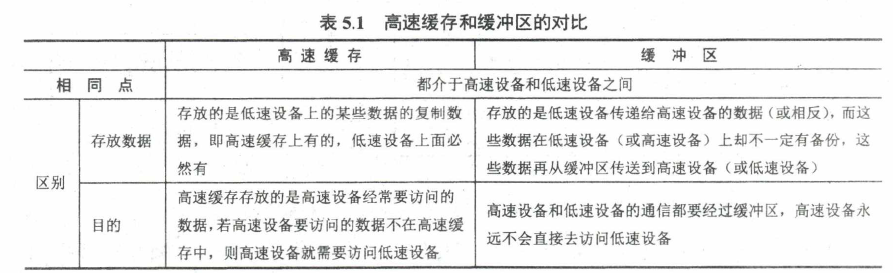 表 5.1 高速缓存和缓冲区的对比
高 速 缓 存 缓 冲 区
相 同 点 都介于高速设备和低速设备之间
区别
存放数据
存放的是低速设备上的某些数据的复制数
据，即高速缓存上有的，低速设备上面必
然有
存放的是低速设备传递给高速设备的数据（或相反），而这
些数据在低速设备（或高速设备）上却不一定有备份，这
些数据再从缓冲区传送到高速设备（或低速设备）
目的
高速缓存存放的是高速设备经常要访问的
数据，若高速设备要访问的数据不在高速缓
存中，则高速设备就需要访问低速设备
高速设备和低速设备的通信都要经过缓冲区，高速设备永
远不会直接去访问低速设备